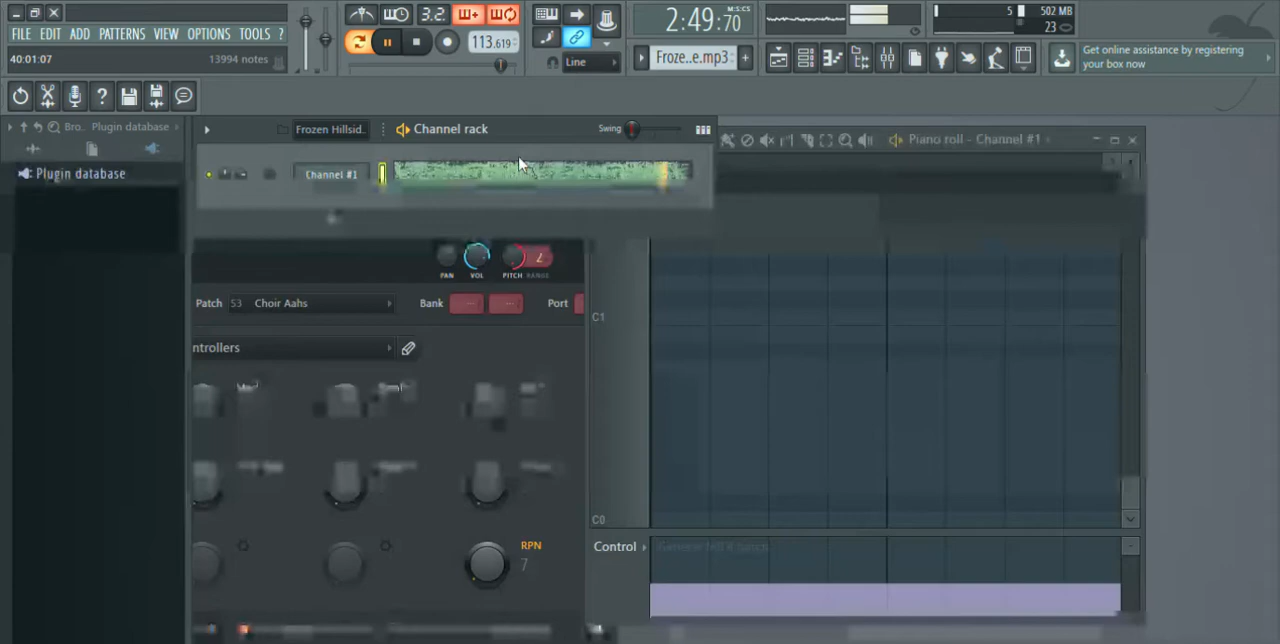 3.2.
2:49:70
M:S:CS
5
502 MB
23
FILE EDIT ADD PATTERNS VIEW OPTIONS TOOLS ?
113.619
40:01:07
13994 notes
Line
Froze...e.mp3
Get online assistance by registering
your box now
Bro.. Plugin database
Frozen Hillsid..
Channel rack
Swing
Piano roll - Channel #1
Plugin database
Channel #1
PAN
VOL
PITCH
RANGE
2
Patch
53
Choir Aahs
Bank
Port
ntrollers
C1
C0
RPN
7
Control